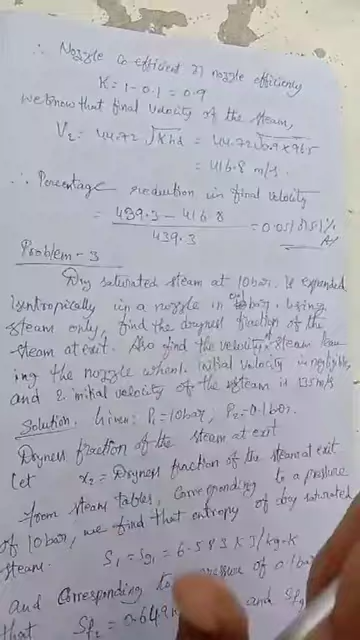 ∴ Nozzle co-efficient or nozzle efficiency
K = 1 - 0.1 = 0.9
we know that final velocity of the steam,
V₂ = 44.72 √Khd = 44.72 √0.9 × 96.5
= 416.8 m/s.
∴ Percentage reduction in final velocity
= 439.3 - 416.8 / 439.3 = 0.051
Problem - 3
Dry saturated steam at 10 bar is expanded
isentropically in a nozzle in bar. Using
steam only, find the dryness fraction of the
steam at exit. Also find the velocity of steam
ing the nozzle when. Initial velocity is negligible,
and 2. initial velocity of the steam is 135 m/s
Solution. Given: P₁ = 10 bar; P₂ = 0.1 bar.
Dryness fraction of the steam at exit
Let x₂ = Dryness fraction of the steam at exit
From steam tables, corresponding to a pressure
of 10 bar, we find that entropy of dry saturated
steam.
S₁ = Sg₁ = 6.583 KJ/kg-K
and corresponding to pressure of 0.1 bar
that Sf₂ = 0.649 and Sfg